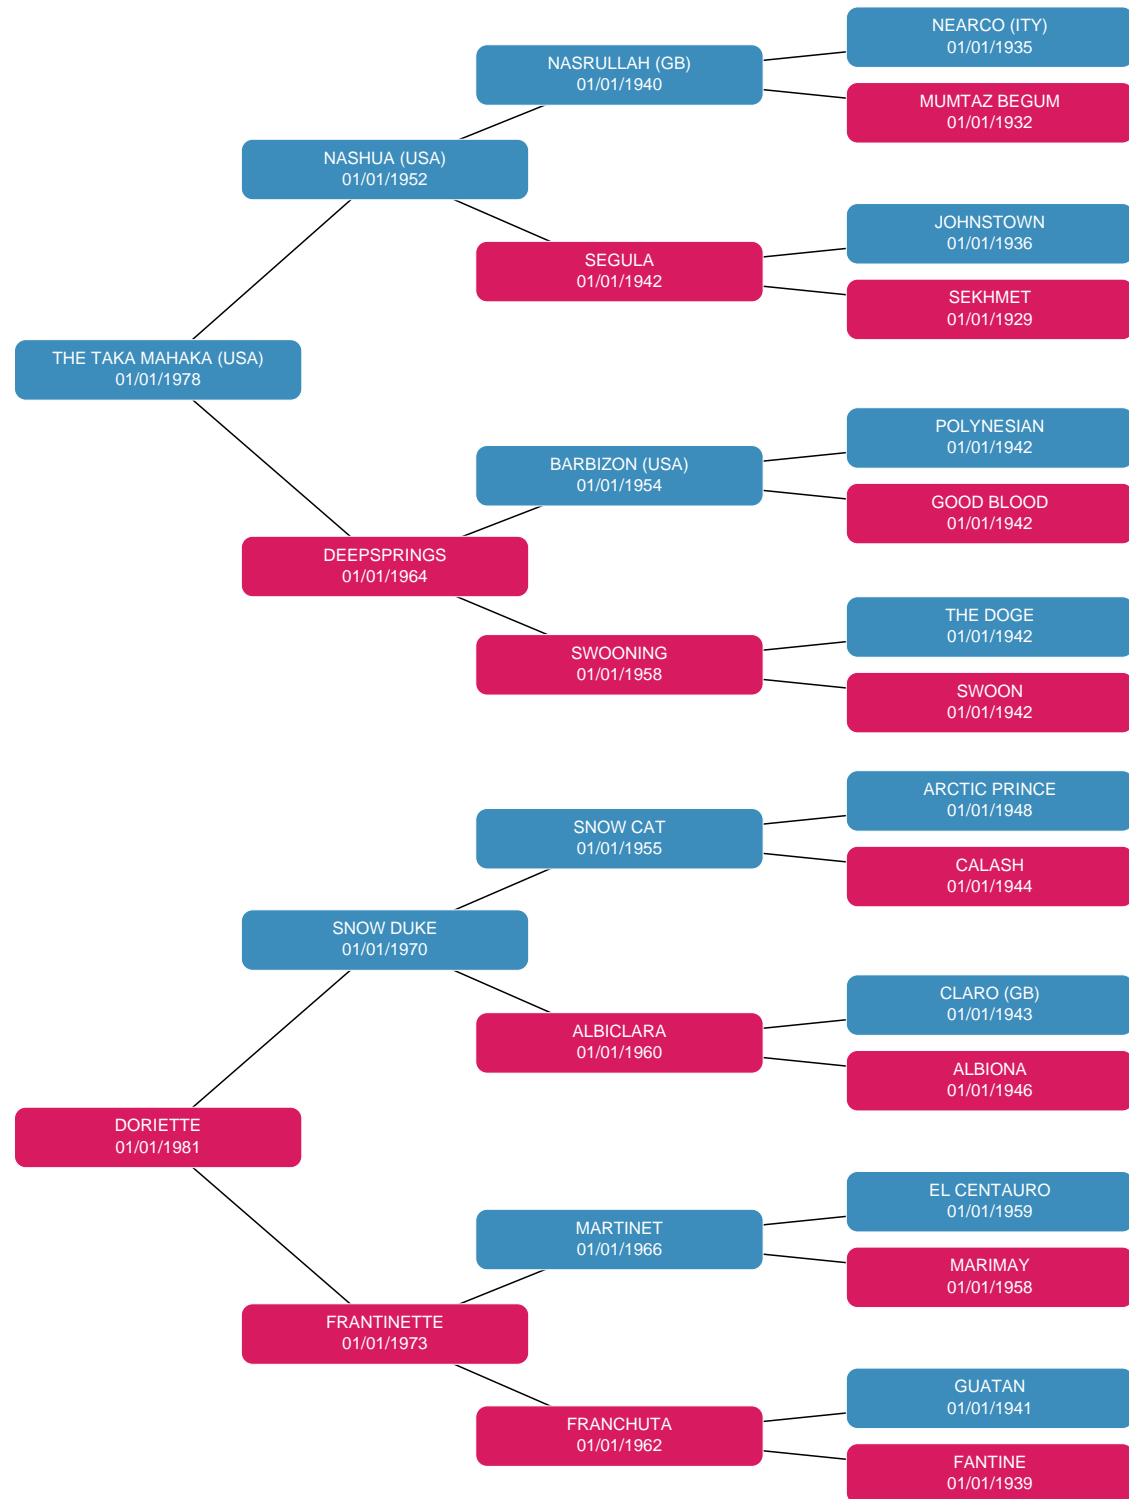 NEARCO (ITY)
01/01/1935
NASRULLAH (GB)
01/01/1940
MUMTAZ BEGUM
01/01/1932
NASHUA (USA)
01/01/1952
JOHNSTOWN
01/01/1936
SEGULA
01/01/1942
SEKHMET
01/01/1929
THE TAKA MAHAKA (USA)
01/01/1978
POLYNESIAN
01/01/1942
BARBIZON (USA)
01/01/1954
GOOD BLOOD
01/01/1942
DEEPSPRINGS
01/01/1964
THE DOGE
01/01/1942
SWOONING
01/01/1958
SWOON
01/01/1942
ARCTIC PRINCE
01/01/1948
SNOW CAT
01/01/1955
CALASH
01/01/1944
SNOW DUKE
01/01/1970
CLARO (GB)
01/01/1943
ALBICLARA
01/01/1960
ALBIONA
01/01/1946
DORIETTE
01/01/1981
EL CENTAURO
01/01/1959
MARTINET
01/01/1966
MARIMAY
01/01/1958
FRANTINETTE
01/01/1973
GUATAN
01/01/1941
FRANCHUTA
01/01/1962
FANTINE
01/01/1939